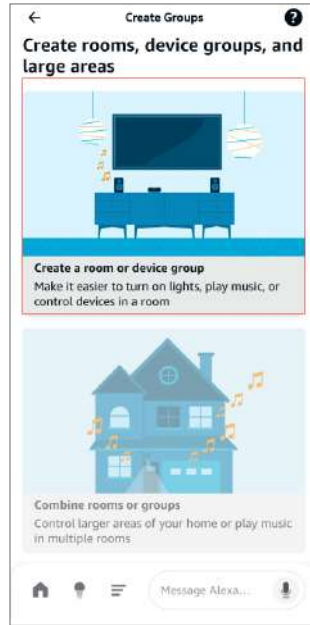 Create Groups
?
Create rooms, device groups, and
large areas
Create a room or device group
Make it easier to turn on lights, play music, or
control devices in a room
Combine rooms or groups
Control larger areas of your home or play music
in multiple rooms
Message Alexa...